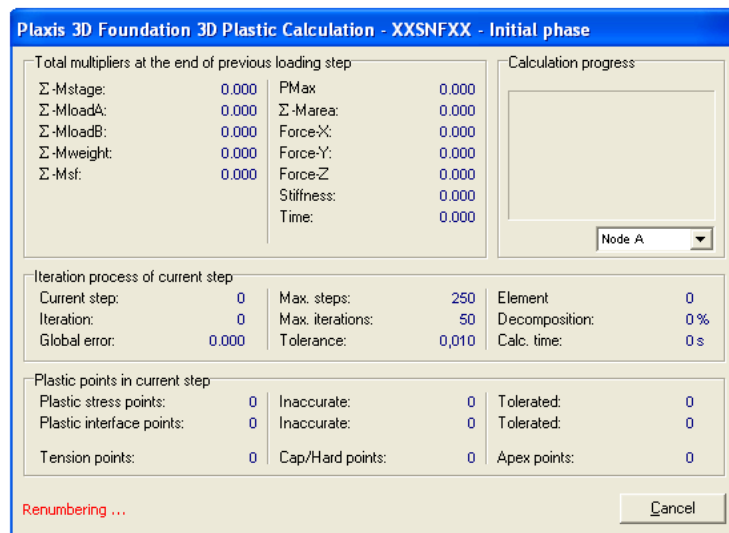 Plaxis 3D Foundation 3D Plastic Calculation - XXSNFXX - Initial phase
Total multipliers at the end of previous loading step
Σ-Mstage: 0.000 PMax 0.000
Σ-MloadA: 0.000 Σ-Marea: 0.000
Σ-MloadB: 0.000 Force-X: 0.000
Σ-Mweight: 0.000 Force-Y: 0.000
Σ-Msf: 0.000 Force-Z 0.000
Stiffness: 0.000
Time: 0.000
Calculation progress
Node A
Iteration process of current step
Current step: 0 Max. steps: 250 Element 0
Iteration: 0 Max. iterations: 50 Decomposition: 0 %
Global error: 0.000 Tolerance: 0,010 Calc. time: 0 s
Plastic points in current step
Plastic stress points: 0 Inaccurate: 0 Tolerated: 0
Plastic interface points: 0 Inaccurate: 0 Tolerated: 0
Tension points: 0 Cap/Hard points: 0 Apex points: 0
Renumbering ...
Cancel